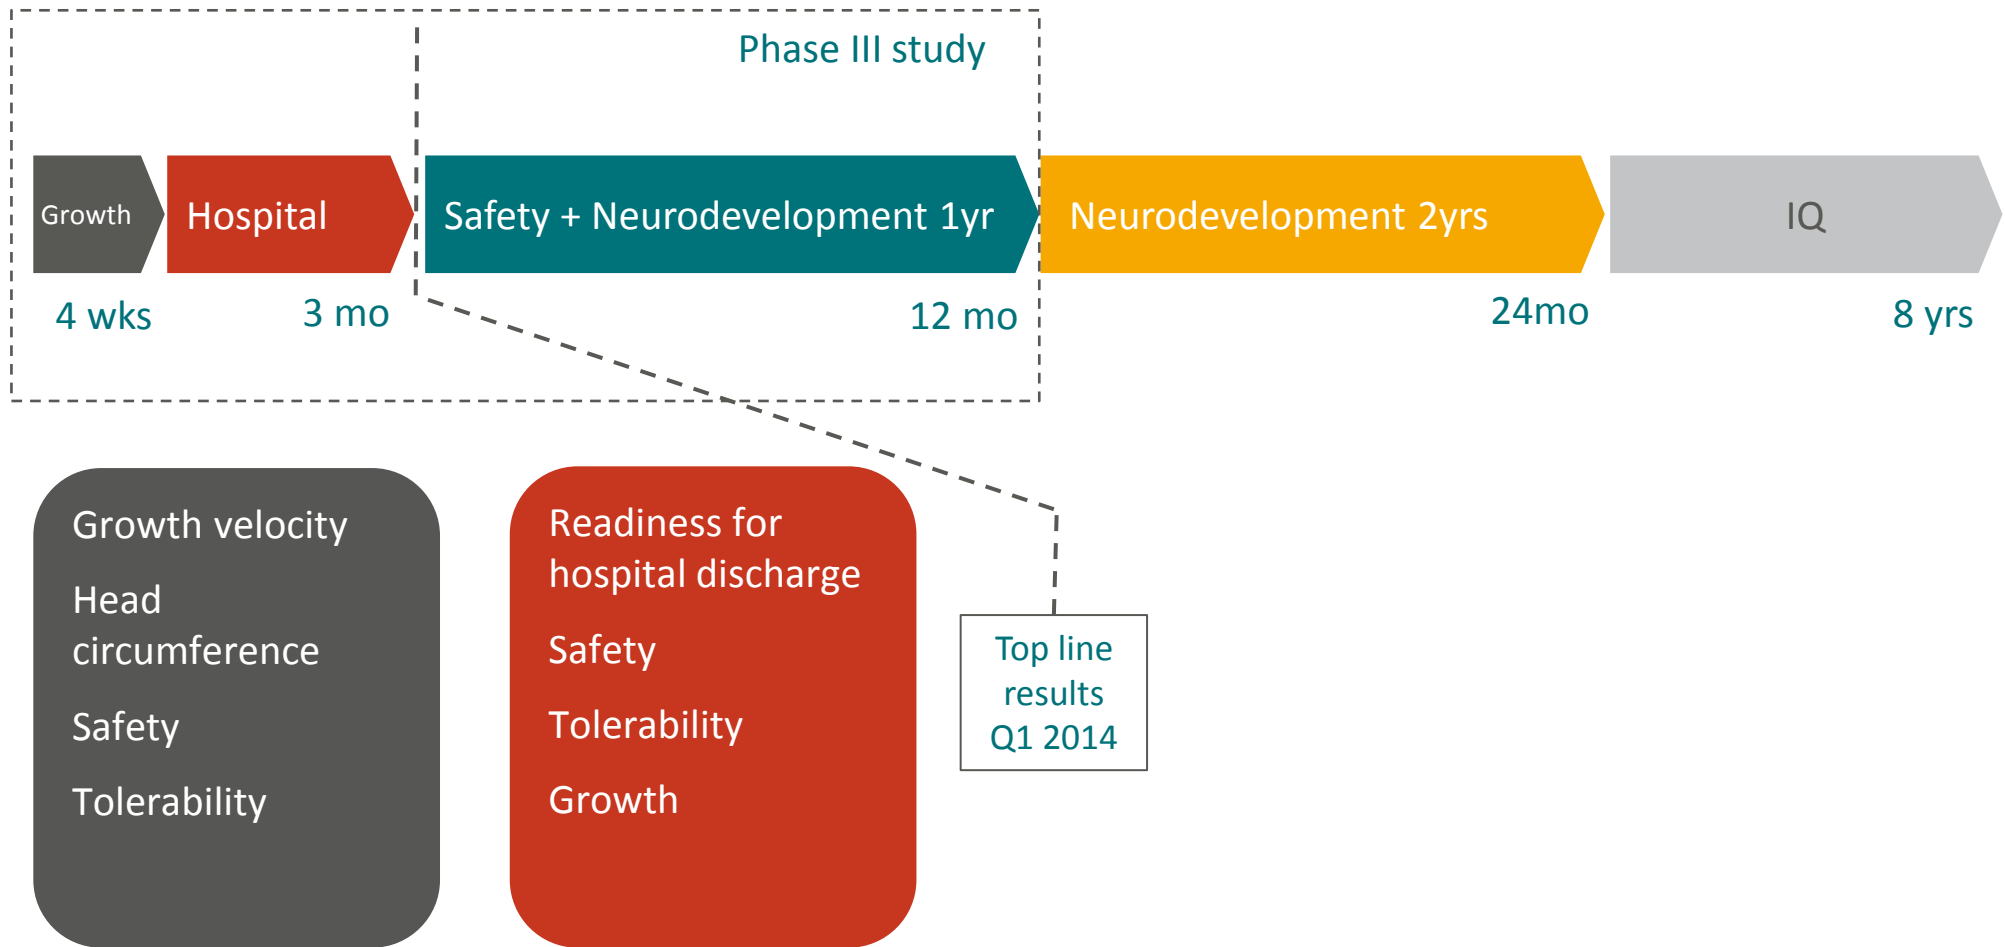 Phase III study
Growth
Hospital
Safety + Neurodevelopment 1yr
Neurodevelopment 2yrs
IQ
4 wks
3 mo
12 mo
24mo
8 yrs
Growth velocity
Head
circumference
Safety
Tolerability
Readiness for
hospital discharge
Safety
Tolerability
Growth
Top line
results
Q1 2014